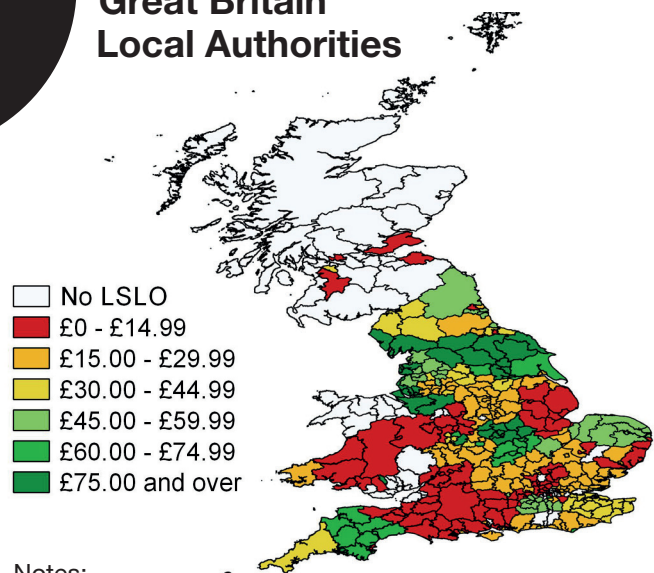 Great Britain
Local Authorities
No LSLO
£0 - £14.99
£15.00 - £29.99
£30.00 - £44.99
£45.00 - £59.99
£60.00 - £74.99
£75.00 and over
Notes: